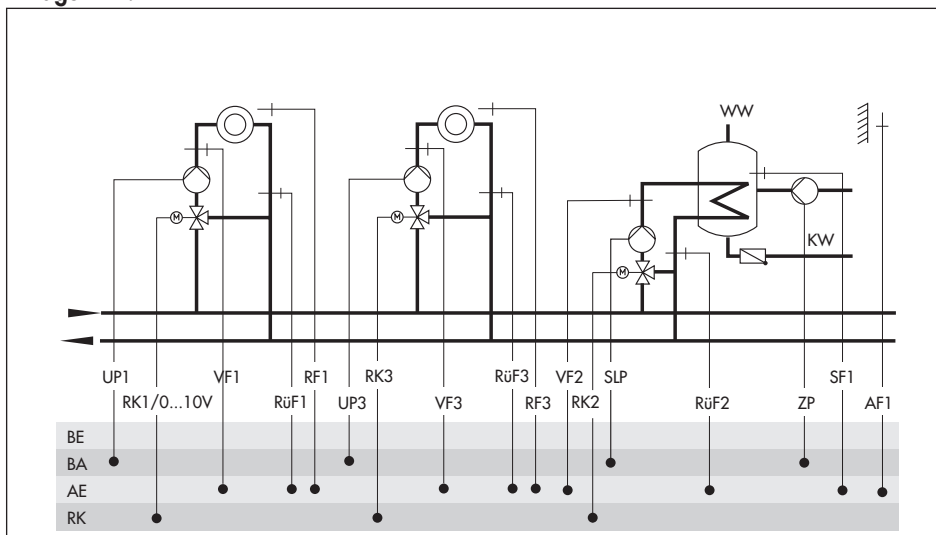 WW
M
M
KW
M
UP1
VF1
RF1
RK3
RüF3
VF2
SLP
SF1
RK1/0...10V
RüF1
UP3
VF3
RF3
RK2
RüF2
ZP
AF1
BE
BA
AE
RK